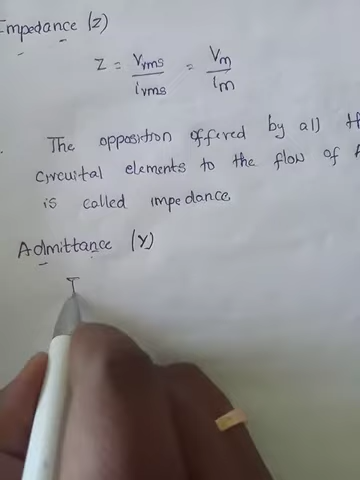 Impedance (Z)
Z = Vrms/irms = Vm/im
The opposition offered by all
circuital elements to the flow of
is called impedance
Admittance (Y)